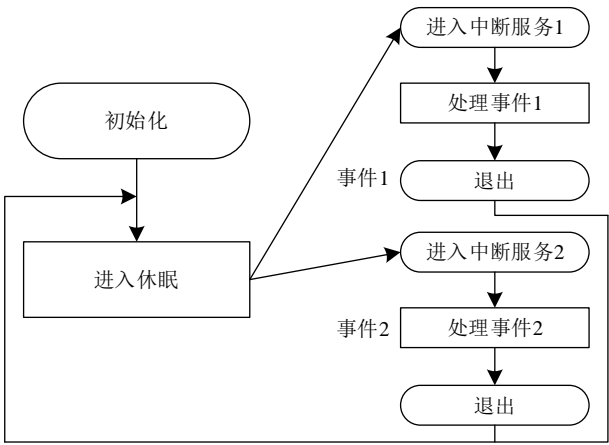 进入中断服务1
处理事件1
初始化
事件1
退出
进入中断服务2
进入休眠
事件2
处理事件2
退出